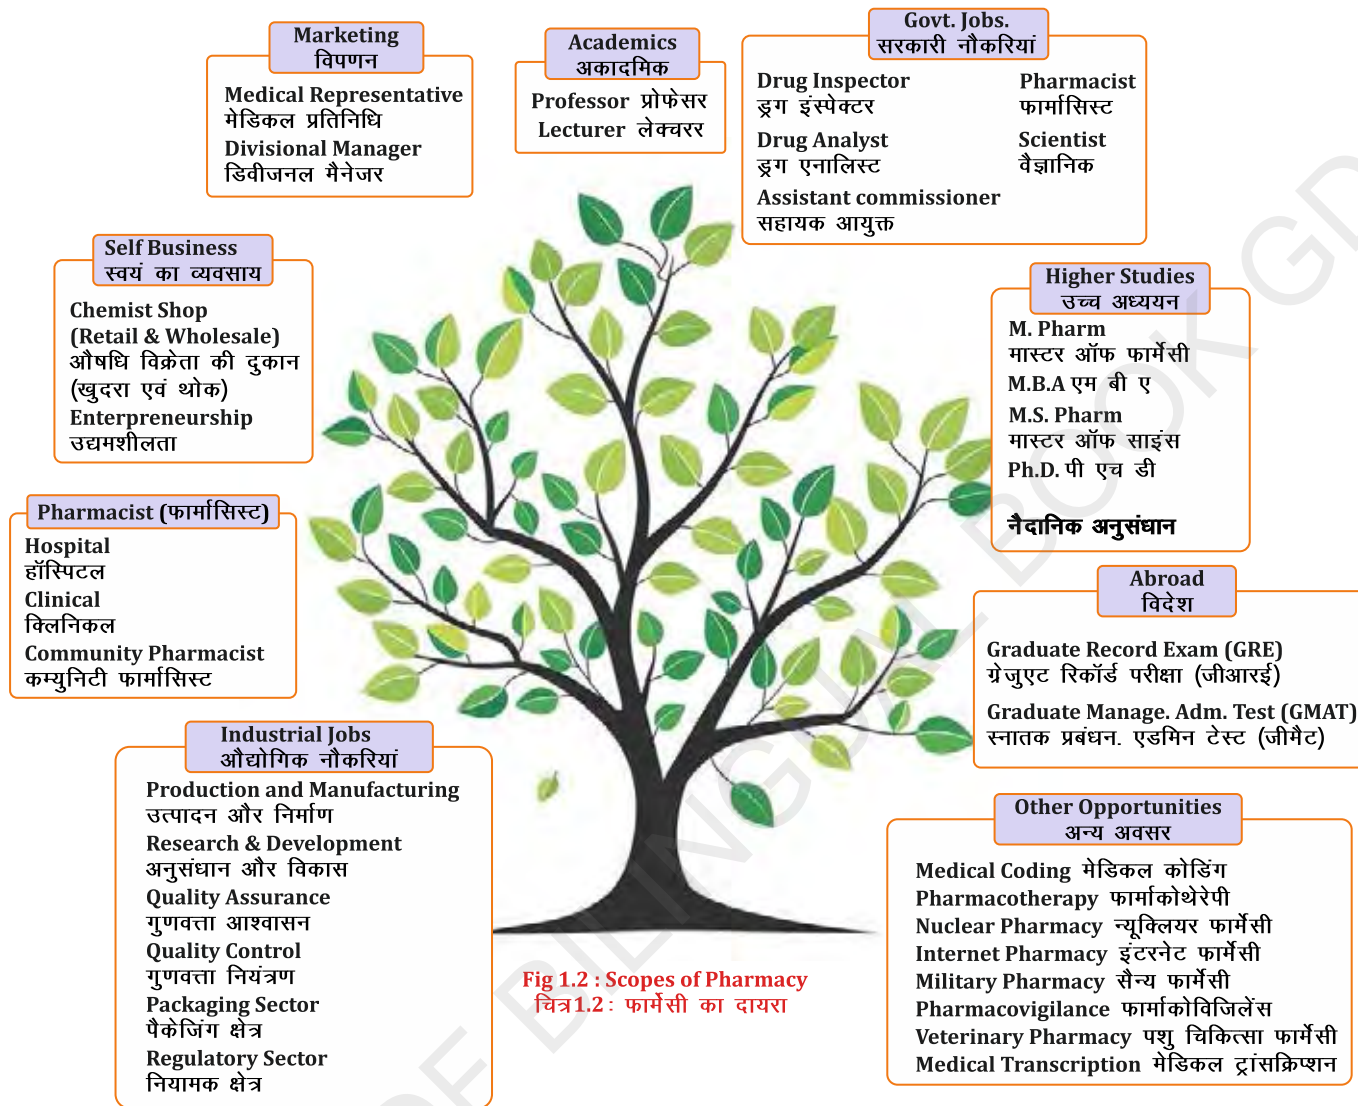 Marketing
विपणन
Medical Representative
मेडिकल प्रतिनिधि
Divisional Manager
डिवीजनल मैनेजर
Academics
अकादमिक
Professor प्रोफेसर
Lecturer लेक्चरर
Govt. Jobs.
सरकारी नौकरियां
Drug Inspector
ड्रग इंस्पेक्टर
Drug Analyst
ड्रग एनालिस्ट
Assistant commissioner
सहायक आयुक्त
Pharmacist
फार्मासिस्ट
Scientist
वैज्ञानिक
Self Business
स्वयं का व्यवसाय
Chemist Shop
(Retail & Wholesale)
औषधि विक्रेता की दुकान
(खुदरा एवं थोक)
Enterpreneurship
उद्यमशीलता
Higher Studies
उच्च अध्ययन
M. Pharm
मास्टर ऑफ फार्मेसी
M.B.A एम बी ए
M.S. Pharm
मास्टर ऑफ साइंस
Ph.D. पी एच डी
नैदानिक अनुसंधान
Pharmacist (फार्मासिस्ट)
Hospital
हॉस्पिटल
Clinical
क्लिनिकल
Community Pharmacist
कम्युनिटी फार्मासिस्ट
Abroad
विदेश
Graduate Record Exam (GRE)
ग्रेजुएट रिकॉर्ड परीक्षा (जीआरई)
Graduate Manage. Adm. Test (GMAT)
स्नातक प्रबंधन. एडमिन टेस्ट (जीमैट)
Industrial Jobs
औद्योगिक नौकरियां
Production and Manufacturing
उत्पादन और निर्माण
Research & Development
अनुसंधान और विकास
Quality Assurance
गुणवत्ता आश्वासन
Quality Control
गुणवत्ता नियंत्रण
Packaging Sector
पैकेजिंग क्षेत्र
Regulatory Sector
नियामक क्षेत्र
Other Opportunities
अन्य अवसर
Medical Coding मेडिकल कोडिंग
Pharmacotherapy फार्माकोथेरेपी
Nuclear Pharmacy न्यूक्लियर फार्मेसी
Internet Pharmacy इंटरनेट फार्मेसी
Military Pharmacy सैन्य फार्मेसी
Pharmacovigilance फार्माकोविजिलेंस
Veterinary Pharmacy पशु चिकित्सा फार्मेसी
Medical Transcription मेडिकल ट्रांसक्रिप्शन
Fig 1.2 : Scopes of Pharmacy
चित्र1.2: फार्मेसी का दायरा
OF BILINGUAL BOOK